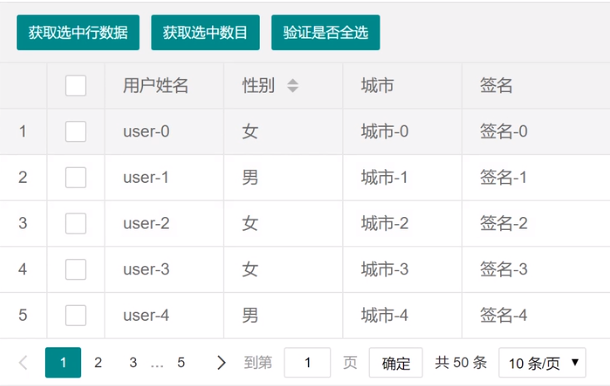 获取选中行数据 获取选中数目 验证是否全选
用户姓名 性别 城市 签名
1 user-0 女 城市-0 签名-0
2 user-1 男 城市-1 签名-1
3 user-2 女 城市-2 签名-2
4 user-3 女 城市-3 签名-3
5 user-4 男 城市-4 签名-4
1 2 3 … 5 到第 1 页 确定 共 50 条 10 条/页